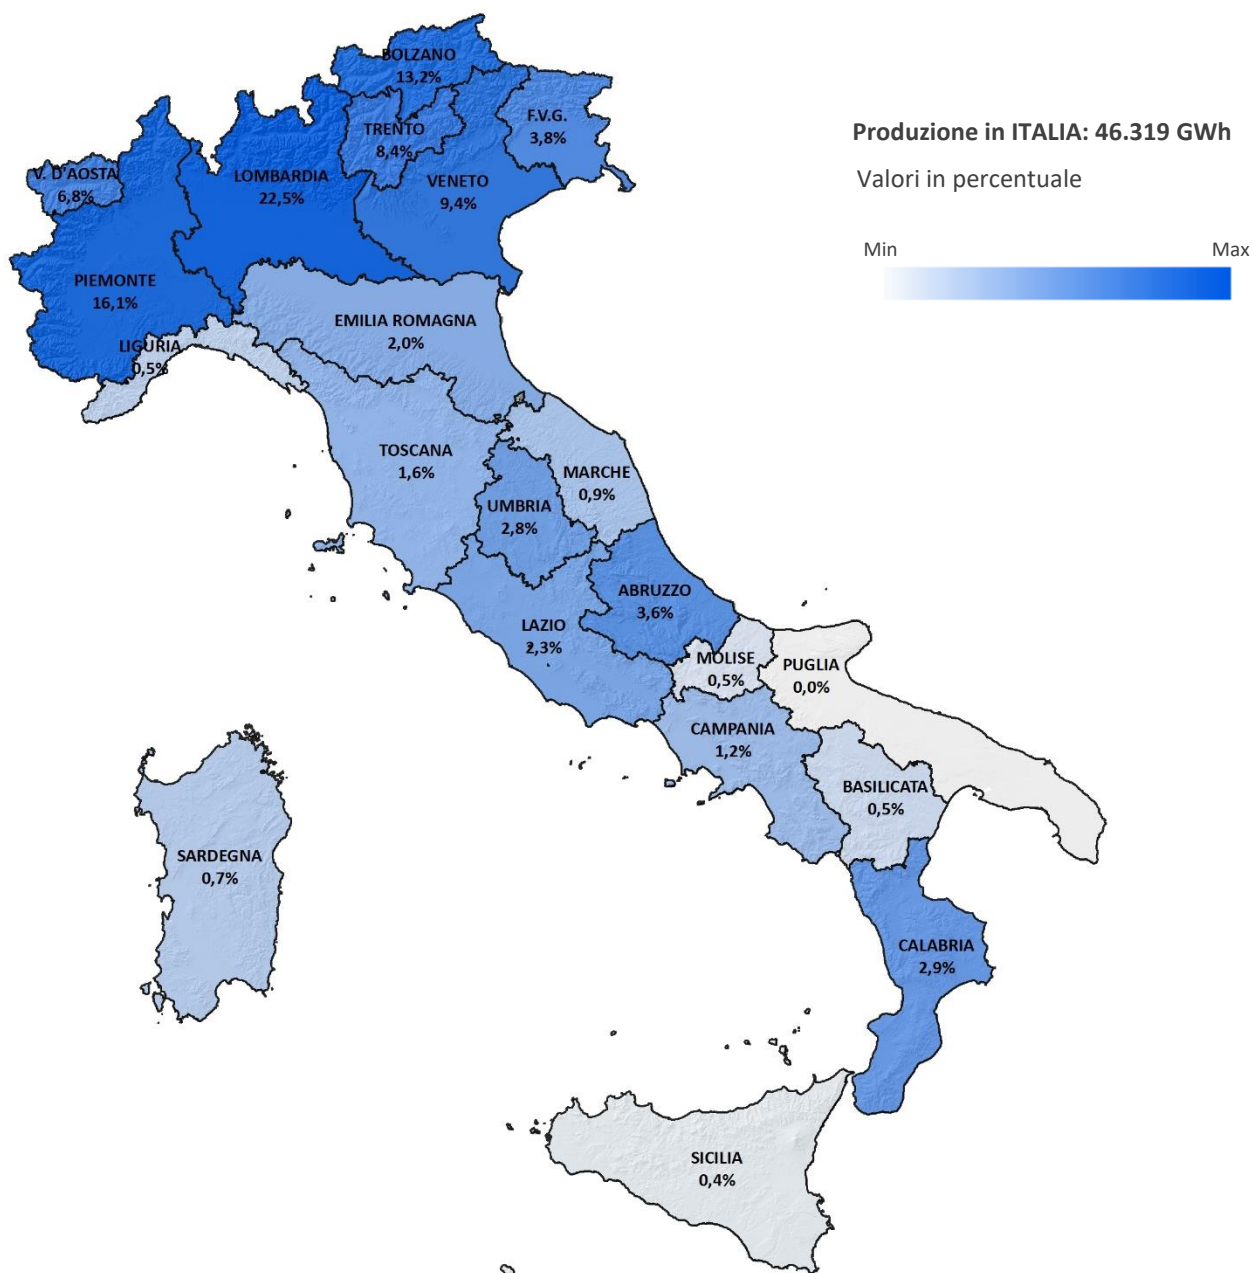 BOLZANO
13,2%
TRENTO
8,4%
F.V.G.
3,8%
V. D'AOSTA
6,8%
LOMBARDIA
22,5%
VENETO
9,4%
PIEMONTE
16,1%
LIGURIA
0,5%
EMILIA ROMAGNA
2,0%
Produzione in ITALIA: 46.319 GWh
Valori in percentuale
Min
Max
TOSCANA
1,6%
MARCHE
0,9%
UMBRIA
2,8%
ABRUZZO
3,6%
LAZIO
2,3%
MOLISE
0,5%
PUGLIA
0,0%
CAMPANIA
1,2%
BASILICATA
0,5%
SARDEGNA
0,7%
CALABRIA
2,9%
SICILIA
0,4%